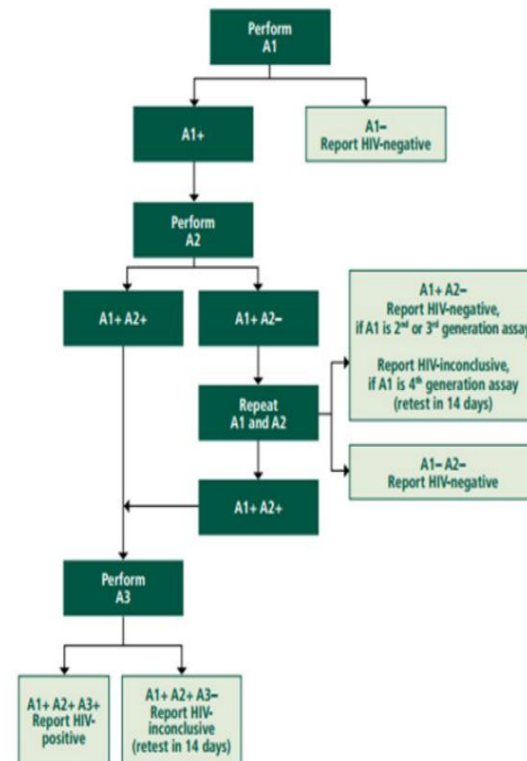 Perform
A1
A1+
A1–
Report HIV-negative
Perform
A2
A1+ A2+
A1+ A2–
A1+ A2–
Report HIV-negative,
if A1 is 2nd or 3rd generation assay
Report HIV-inconclusive,
if A1 is 4th generation assay
(retest in 14 days)
Repeat
A1 and A2
A1– A2–
Report HIV-negative
A1+ A2+
Perform
A3
A1+ A2+ A3+
Report HIV-
positive
A1+ A2+ A3–
Report HIV-
inconclusive
(retest in 14 days)